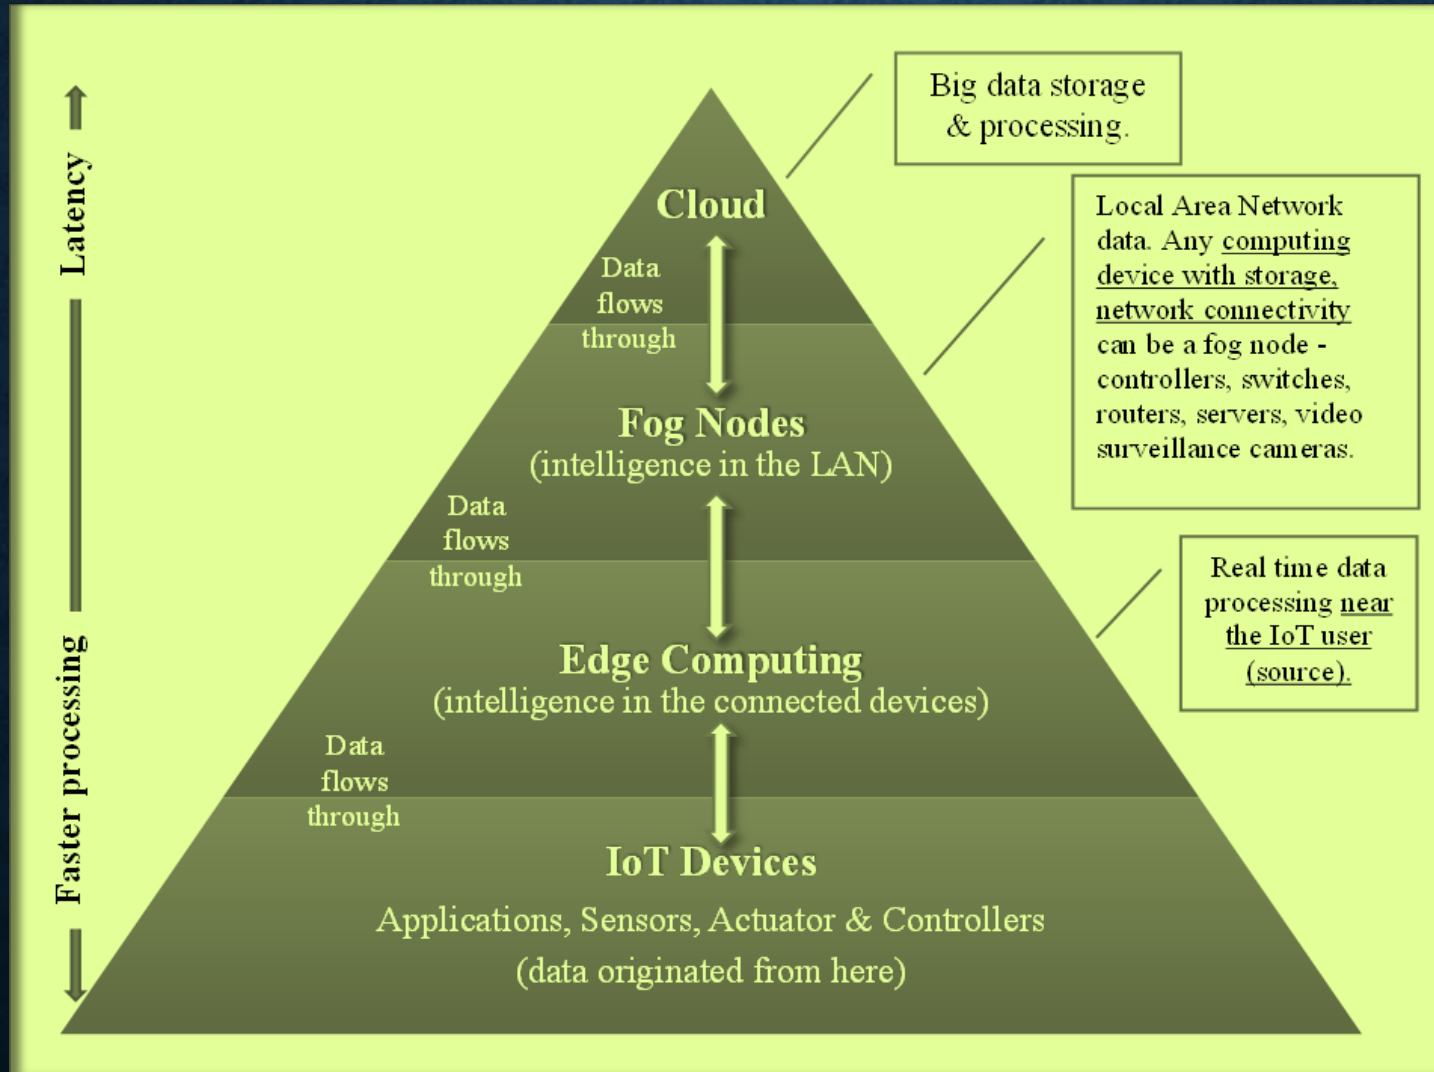 Big data storage
& processing.
Latency
Cloud
Data
flows
through
Local Area Network
data. Any computing
device with storage,
network connectivity
can be a fog node -
controllers, switches,
routers, servers, video
surveillance cameras.
Fog Nodes
(intelligence in the LAN)
Data
flows
through
Real time data
processing near
the IoT user
(source).
Edge Computing
(intelligence in the connected devices)
Faster processing
Data
flows
through
IoT Devices
Applications, Sensors, Actuator & Controllers
(data originated from here)